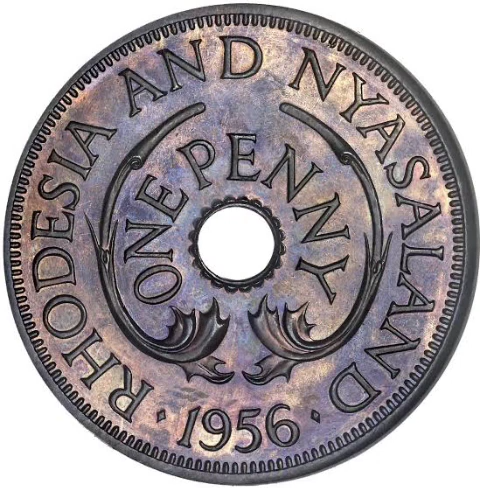 RHODESIA AND NYASALAND
ONE PENNY
· 1956 ·